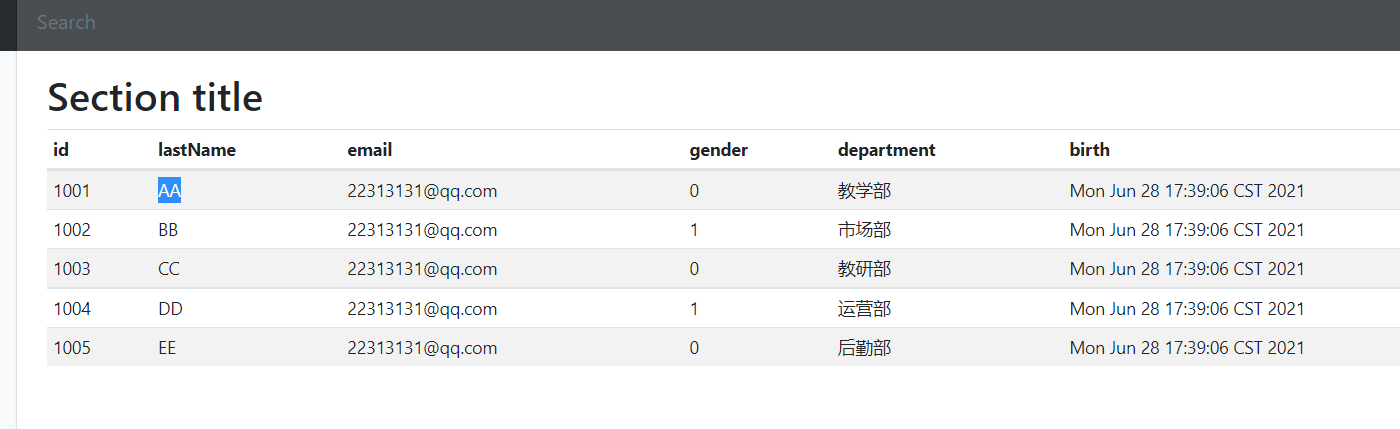 Search
Section title
id lastName email gender department birth
1001 AA 22313131@qq.com 0 教学部 Mon Jun 28 17:39:06 CST 2021
1002 BB 22313131@qq.com 1 市场部 Mon Jun 28 17:39:06 CST 2021
1003 CC 22313131@qq.com 0 教研部 Mon Jun 28 17:39:06 CST 2021
1004 DD 22313131@qq.com 1 运营部 Mon Jun 28 17:39:06 CST 2021
1005 EE 22313131@qq.com 0 后勤部 Mon Jun 28 17:39:06 CST 2021